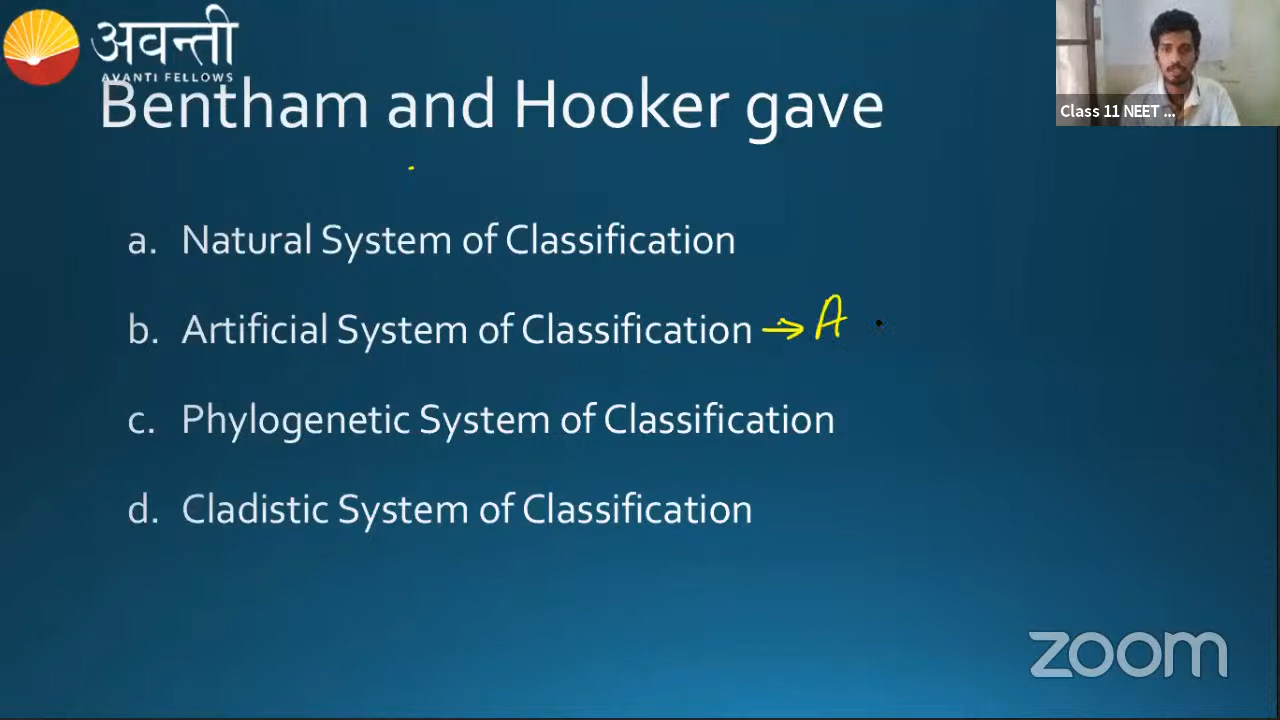 अवन्ती
AVANTI FELLOWS
Class 11 NEET ...
Bentham and Hooker gave
a. Natural System of Classification
b. Artificial System of Classification → A
c. Phylogenetic System of Classification
d. Cladistic System of Classification
zoom